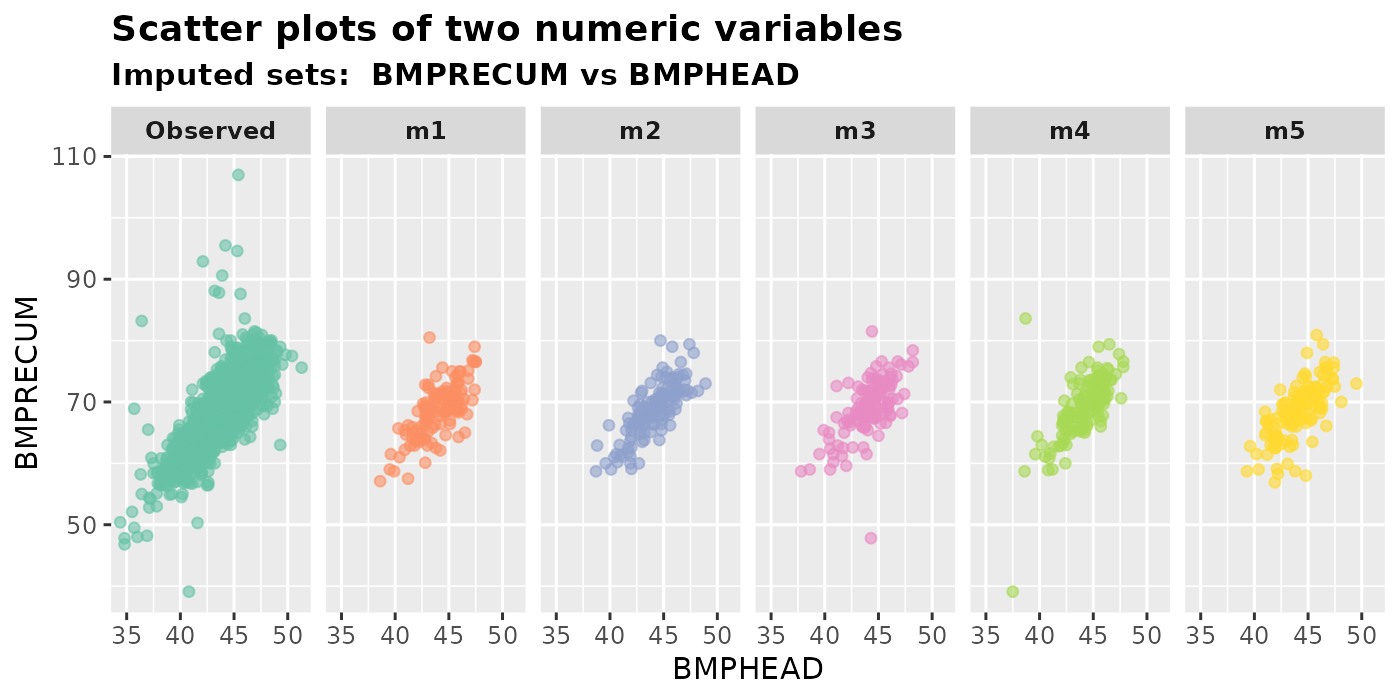 Scatter plots of two numeric variables
Imputed sets:  BMPRECUM vs BMPHEAD
Observed m1 m2 m3 m4 m5
110
90
70
50
BMPRECUM
35 40 45 50 35 40 45 50 35 40 45 50 35 40 45 50 35 40 45 50 35 40 45 50
BMPHEAD